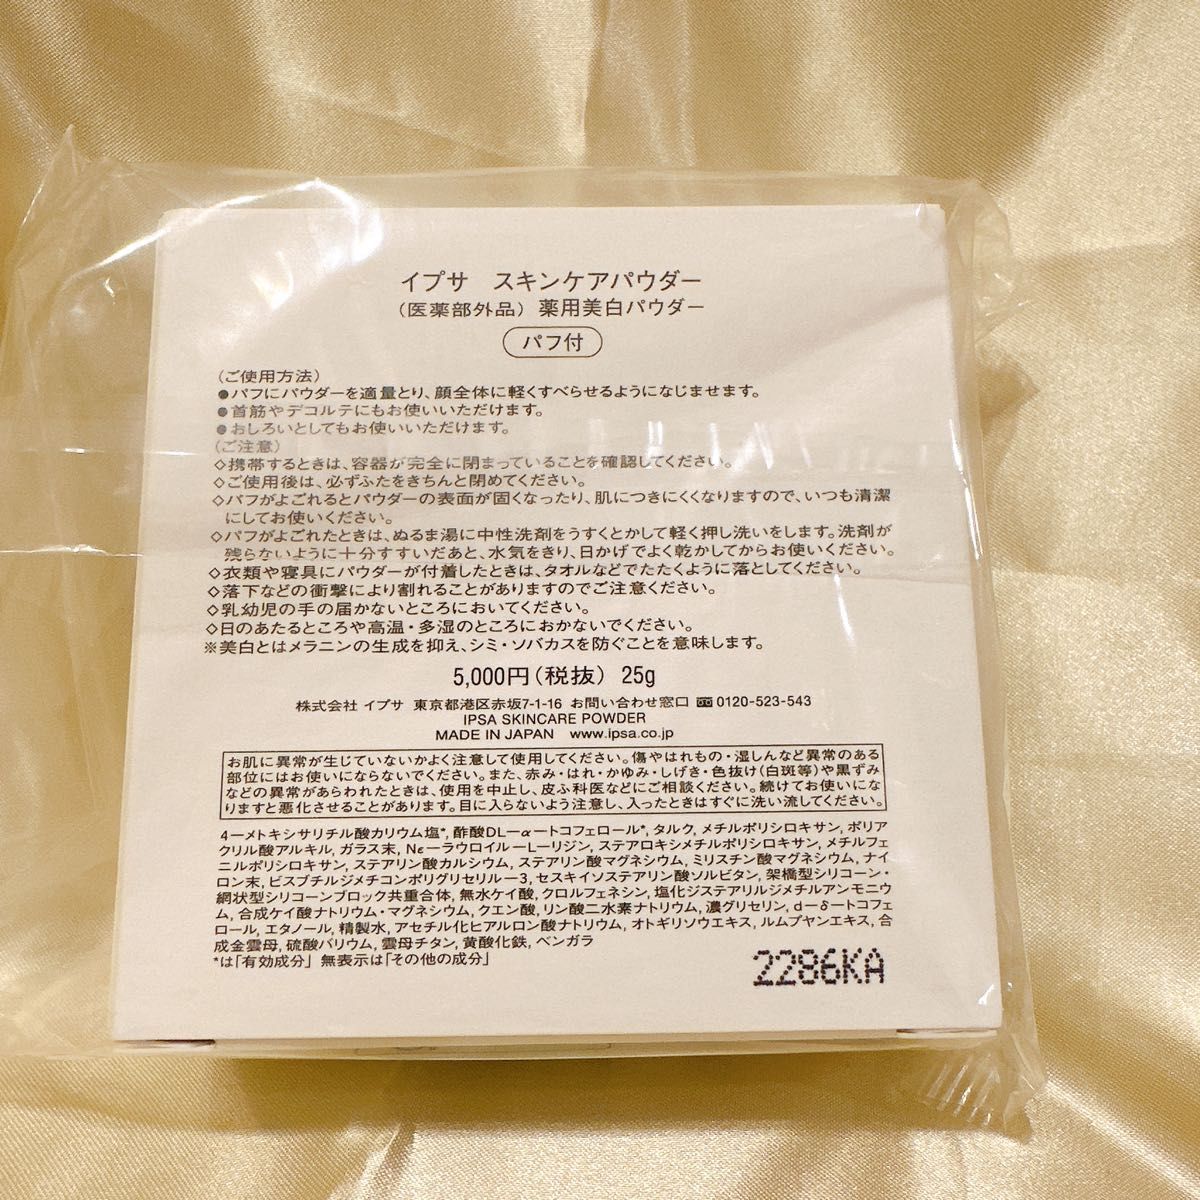 イプサ スキンケアパウダー
（医薬部外品）薬用美白パウダー
パフ付
（ご使用方法）
●パフにパウダーを適量とり、顔全体に軽くすべらせるようになじませます。
●首筋やデコルテにもお使いいただけます。
●おしろいとしてもお使いいただけます。
（ご注意）
◇携帯するときは、容器が完全に閉まっていることを確認してください。
◇ご使用後は、必ずふたをきちんと閉めてください。
◇パフがよごれるとパウダーの表面が固くなったり、肌につきにくくなりますので、いつも清潔
にしてお使いください。
◇パフがよごれたときは、ぬるま湯に中性洗剤をうすくとかして軽く押し洗いをします。洗剤が
残らないように十分すすいだあと、水気をきり、日かげでよく乾かしてからお使いください。
◇衣類や寝具にパウダーが付着したときは、タオルなどでたたくように落としてください。
◇落下などの衝撃により割れることがありますのでご注意ください。
◇乳幼児の手の届かないところにおいてください。
◇日のあたるところや高温・多湿のところにおかないでください。
※美白とはメラニンの生成を抑え、シミ・ソバカスを防ぐことを意味します。
5,000円（税抜） 25g
株式会社 イプサ 東京都港区赤坂7-1-16 お問い合わせ窓口 0120-523-543
IPSA SKINCARE POWDER
MADE IN JAPAN www.ipsa.co.jp
お肌に異常が生じていないかよく注意して使用してください。傷やはれもの・湿しんなど異常のある
部位にはお使いにならないでください。また、赤み・はれ・かゆみ・しげき・色抜け（白斑等）や黒ずみ
などの異常があらわれたときは、使用を中止し、皮ふ科医などにご相談ください。続けてお使いにな
りますと悪化させることがあります。目に入らないよう注意し、入ったときはすぐに洗い流してください。
4ーメトキシサリチル酸カリウム塩*, 酢酸DLーαートコフェロール*, タルク, メチルポリシロキサン, ポリア
クリル酸アルキル, ガラス末, NεーラウロイルーLーリジン, ステアロキシメチルポリシロキサン, メチルフェ
ニルポリシロキサン, ステアリン酸カルシウム, ステアリン酸マグネシウム, ミリスチン酸マグネシウム, ナイ
ロン末, ビスブチルジメチコンポリグリセリルー3, セスキイソステアリン酸ソルビタン, 架橋型シリコーン・
網状型シリコーンブロック共重合体, 無水ケイ酸, クロルフェネシン, 塩化ジステアリルジメチルアンモニウ
ム, 合成ケイ酸ナトリウム・マグネシウム, クエン酸, リン酸二水素ナトリウム, 濃グリセリン, dーδートコフェ
ロール, エタノール, 精製水, アセチル化ヒアルロン酸ナトリウム, オトギリソウエキス, ルムプヤンエキス, 合
成金雲母, 硫酸バリウム, 雲母チタン, 黄酸化鉄, ベンガラ
*は「有効成分」 無表示は「その他の成分」
2286KA